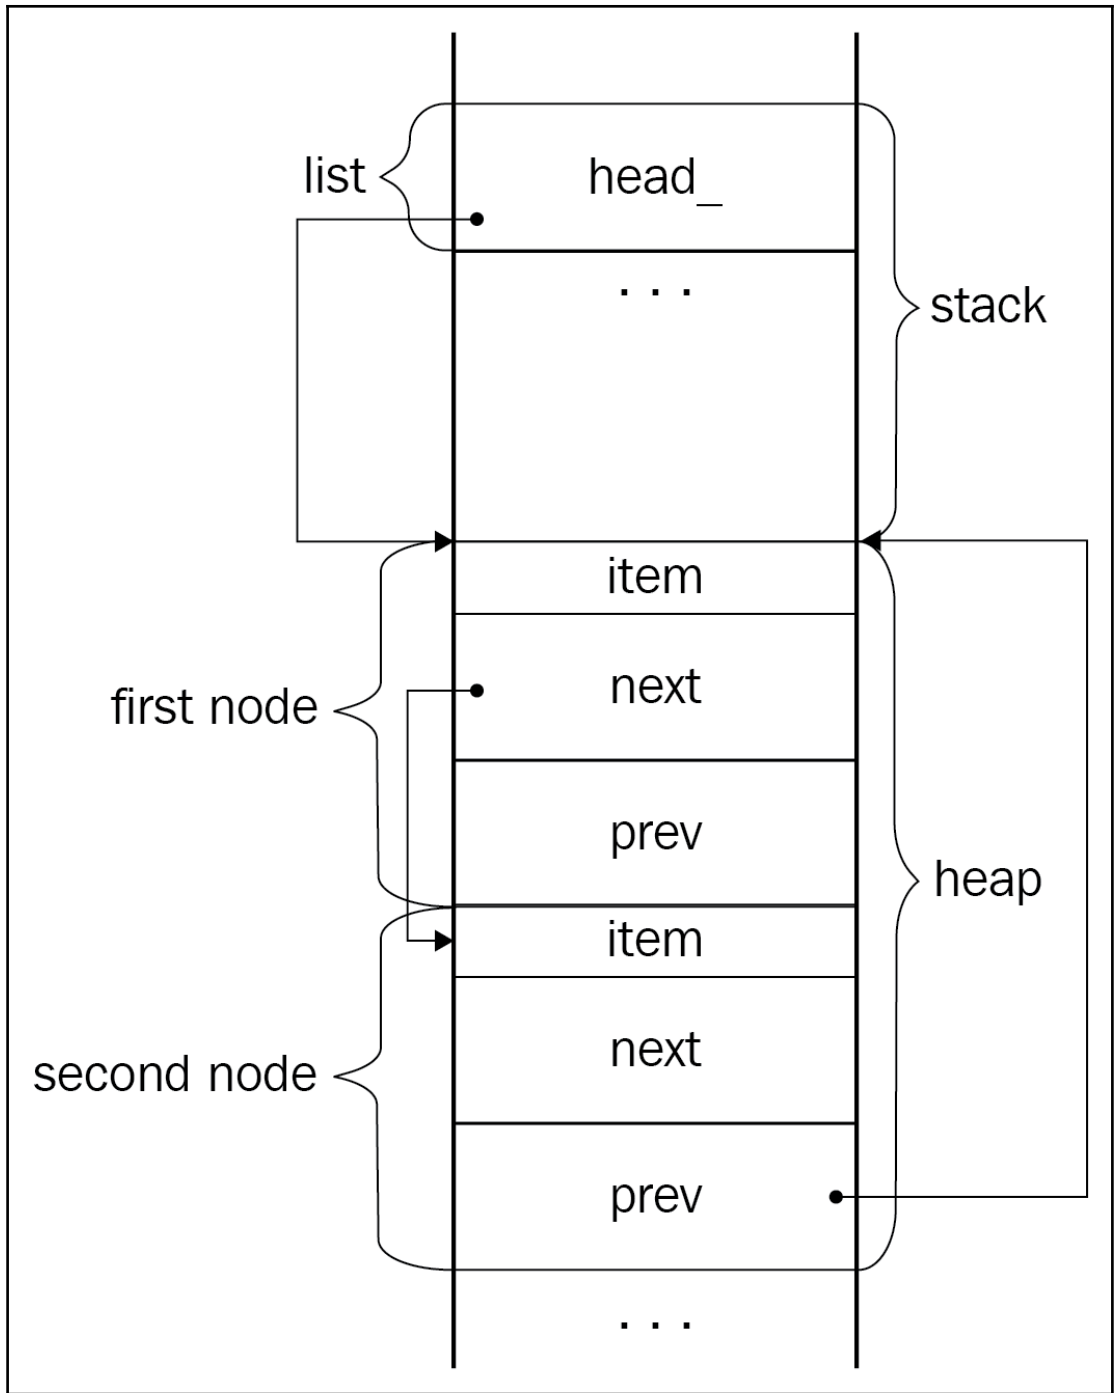 list
head_
. . .
stack
item
next
first node
prev
heap
item
next
second node
prev
. . .